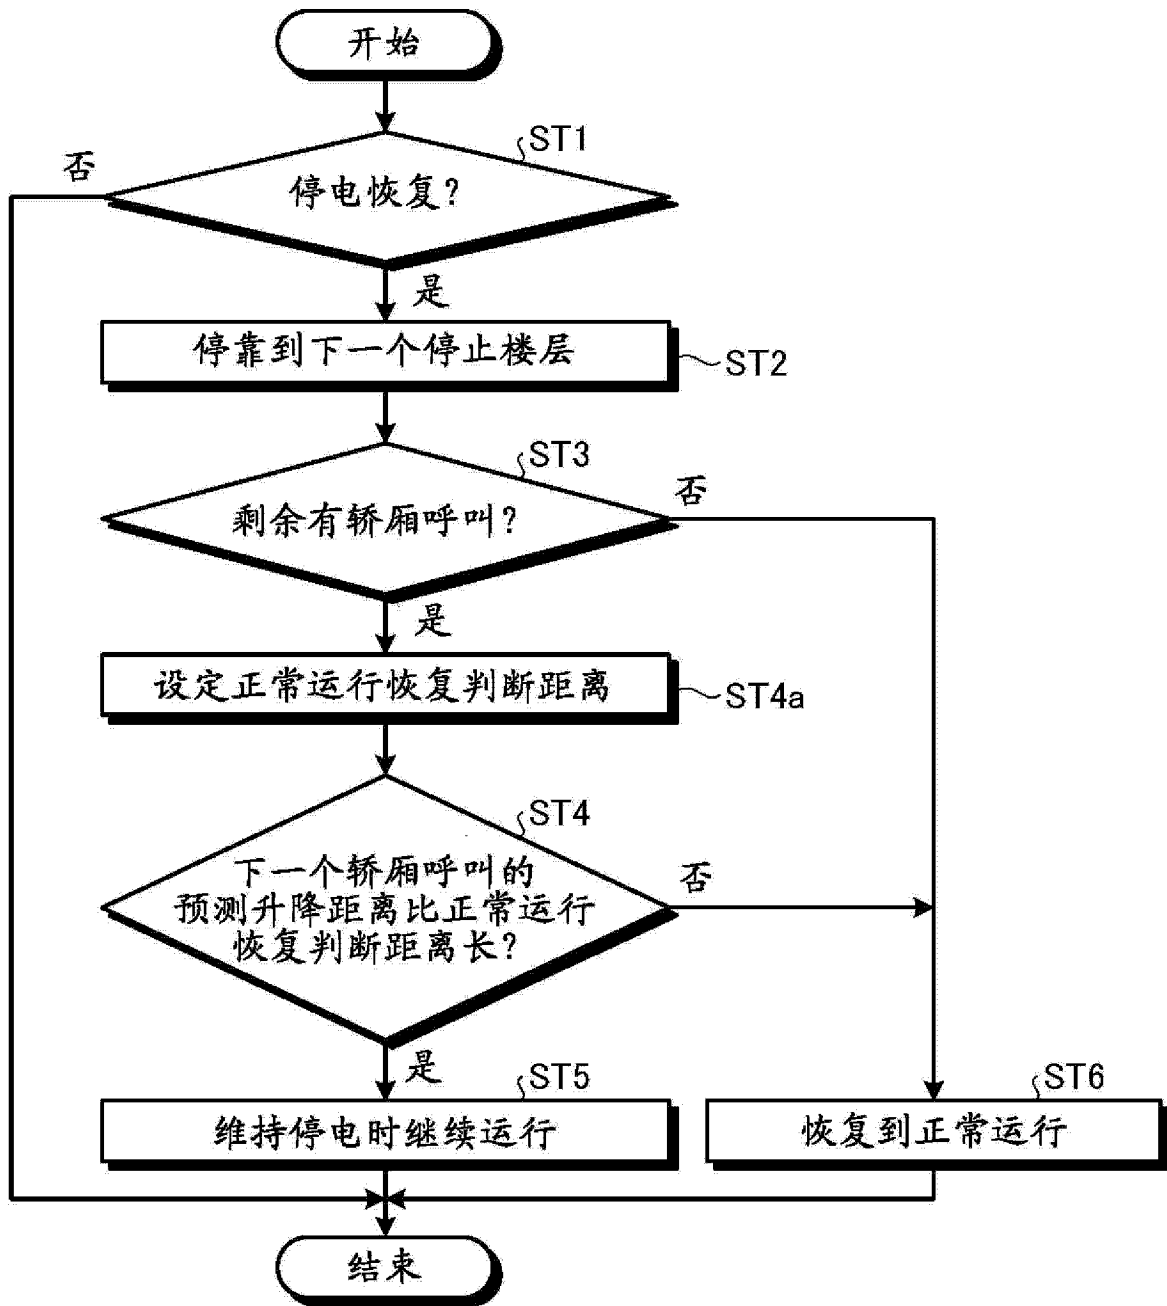 开始
ST1
否
停电恢复？
是
停靠到下一个停止楼层
ST2
ST3
否
剩余有轿厢呼叫？
是
设定正常运行恢复判断距离
ST4a
ST4
下一个轿厢呼叫的
预测升降距离比正常运行
恢复判断距离长？
否
是
ST5
ST6
维持停电时继续运行
恢复到正常运行
结束